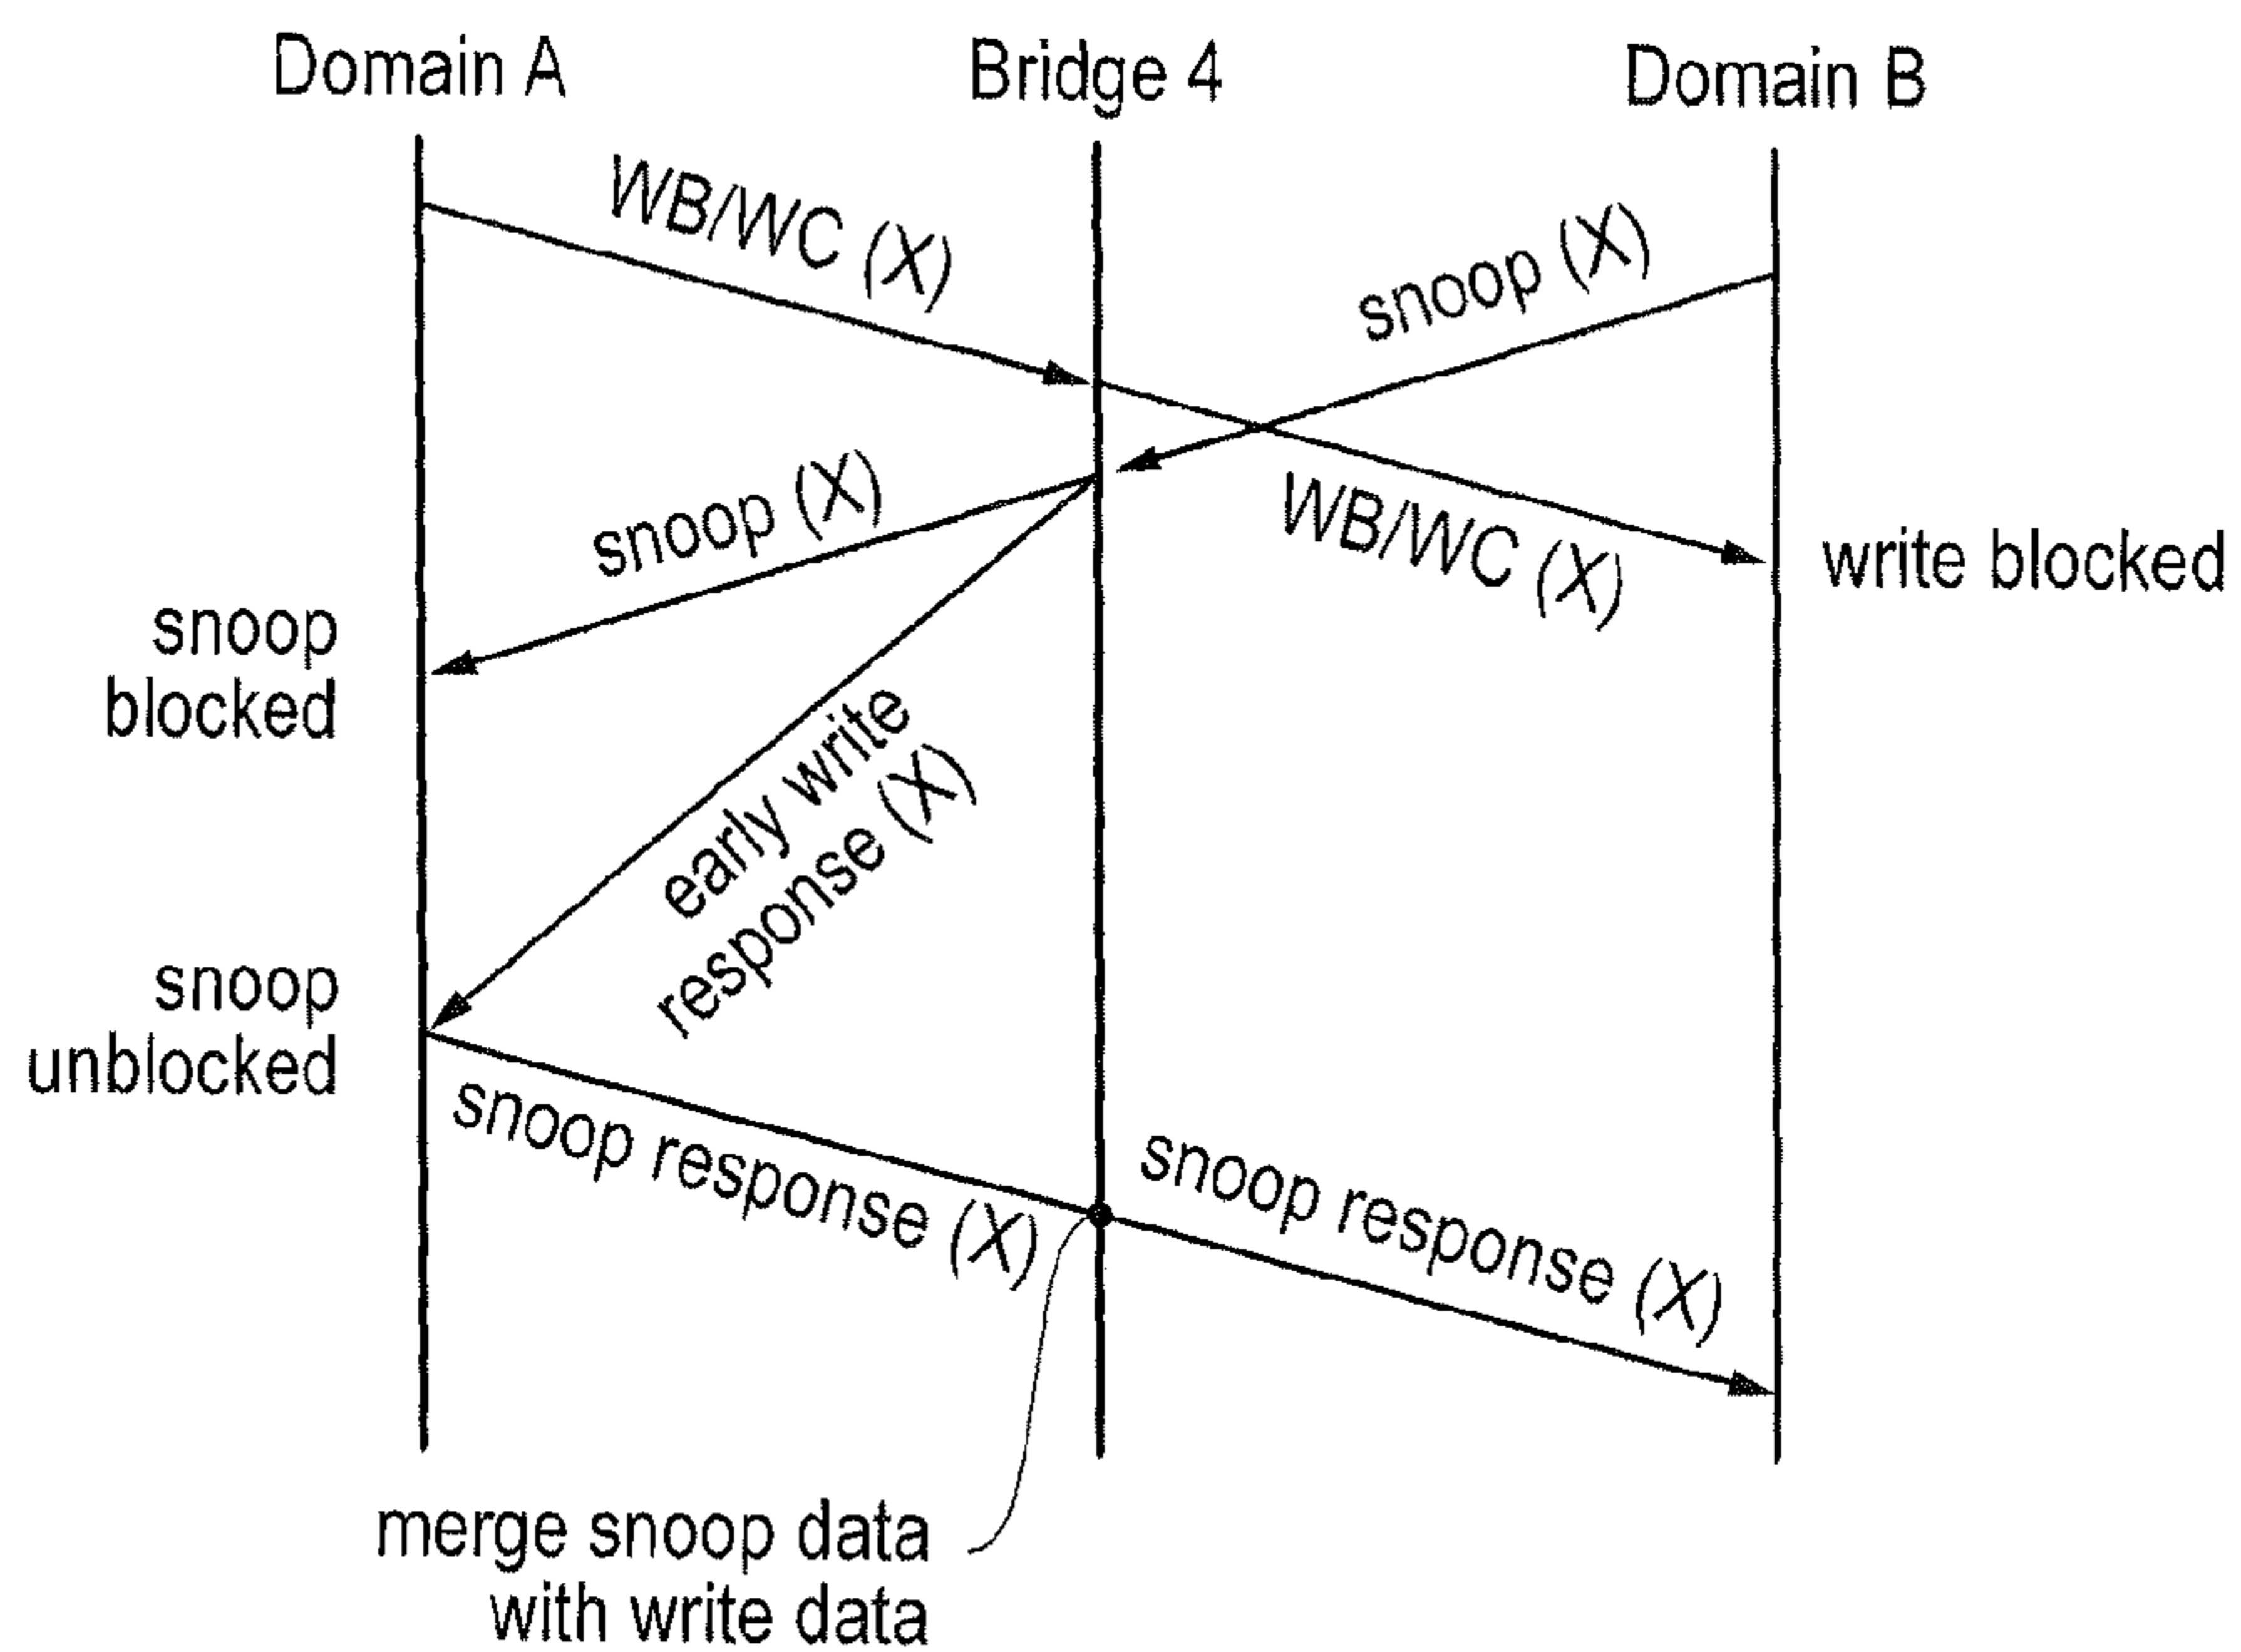 Domain A
Bridge 4
Domain B
WB/WC (X)
snoop (X)
snoop (X)
WB/WC (X)
write blocked
snoop
blocked
early write
response (X)
snoop
unblocked
snoop response (X)
snoop response (X)
merge snoop data
with write data